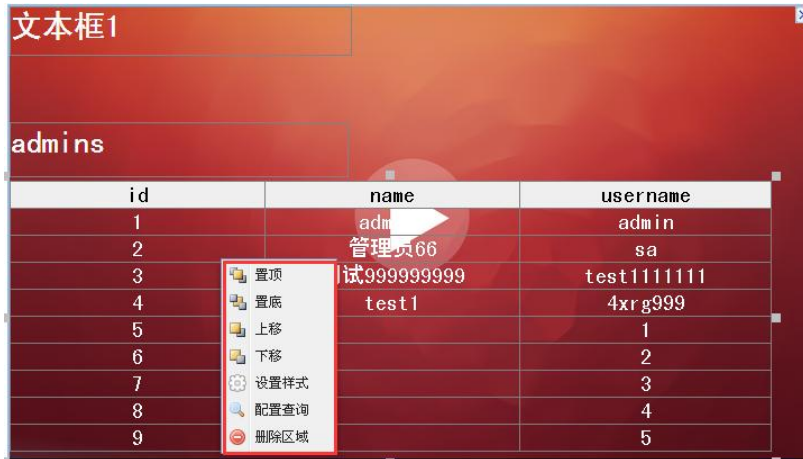 文本框1
admins
id name username
1 adm admin
2 管理员66 sa
3 试999999999 test1111111
4 test1 4xrg999
5 1
6 2
7 3
8 4
9 5
置顶
置底
上移
下移
设置样式
配置查询
删除区域